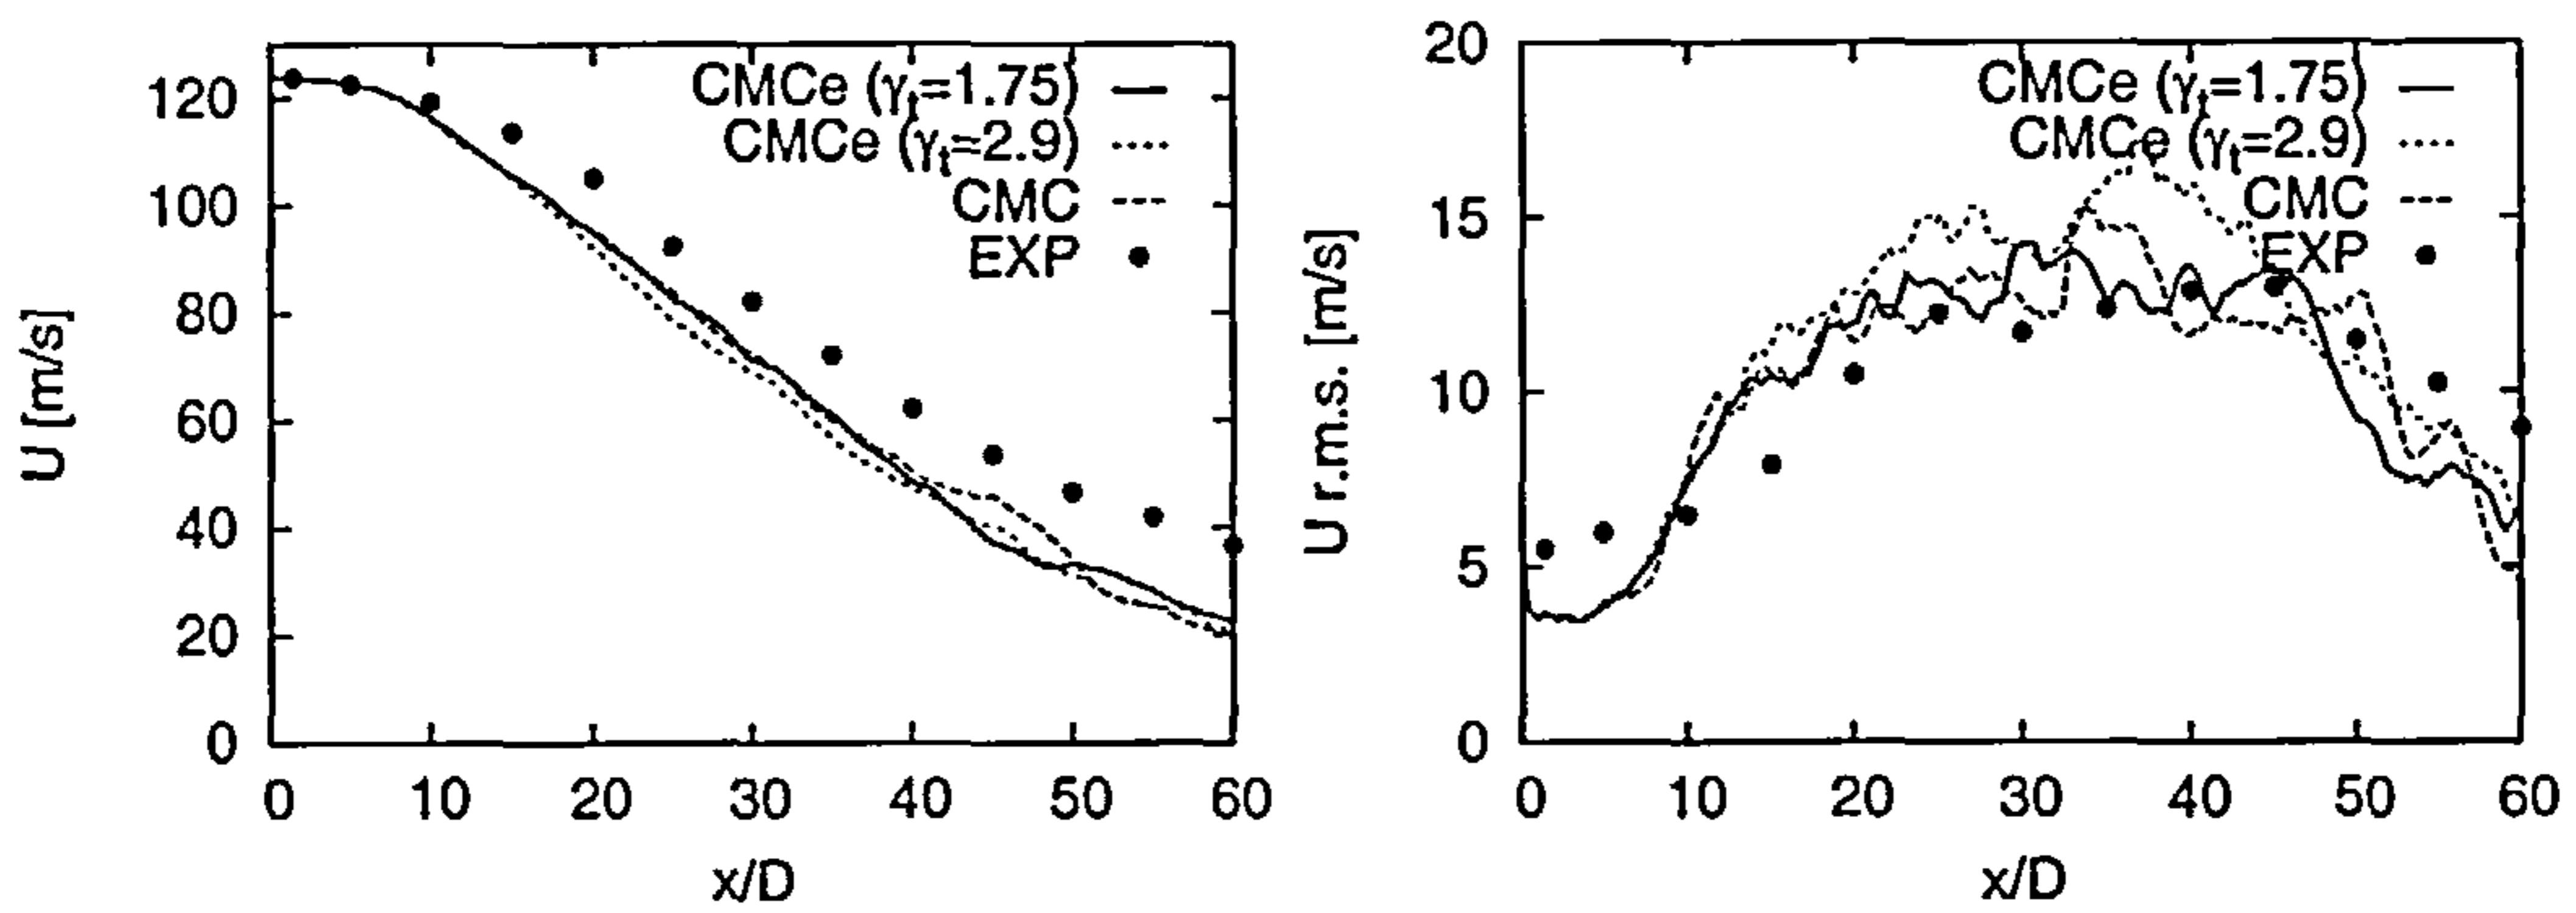 120
100
80
60
40
20
0
U [m/s]
CMCe (γt=1.75)
CMCe (γt=2.9)
CMC
EXP
0 10 20 30 40 50 60
x/D
20
15
10
5
0
U r.m.s. [m/s]
CMCe (γt=1.75)
CMCe (γt=2.9)
CMC
EXP
0 10 20 30 40 50 60
x/D